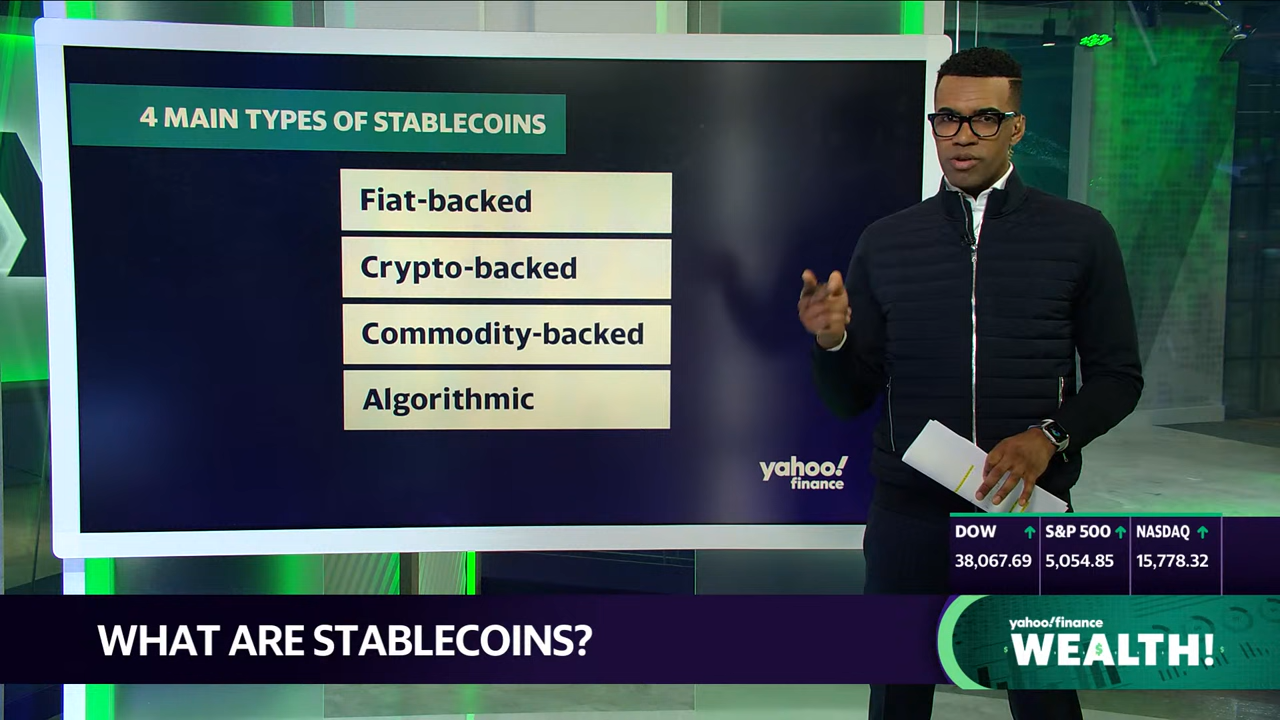 4 MAIN TYPES OF STABLECOINS
Fiat-backed
Crypto-backed
Commodity-backed
Algorithmic
yahoo!
finance
DOW
38,067.69
S&P 500
5,054.85
NASDAQ
15,778.32
WHAT ARE STABLECOINS?
yahoo!finance
WEALTH!